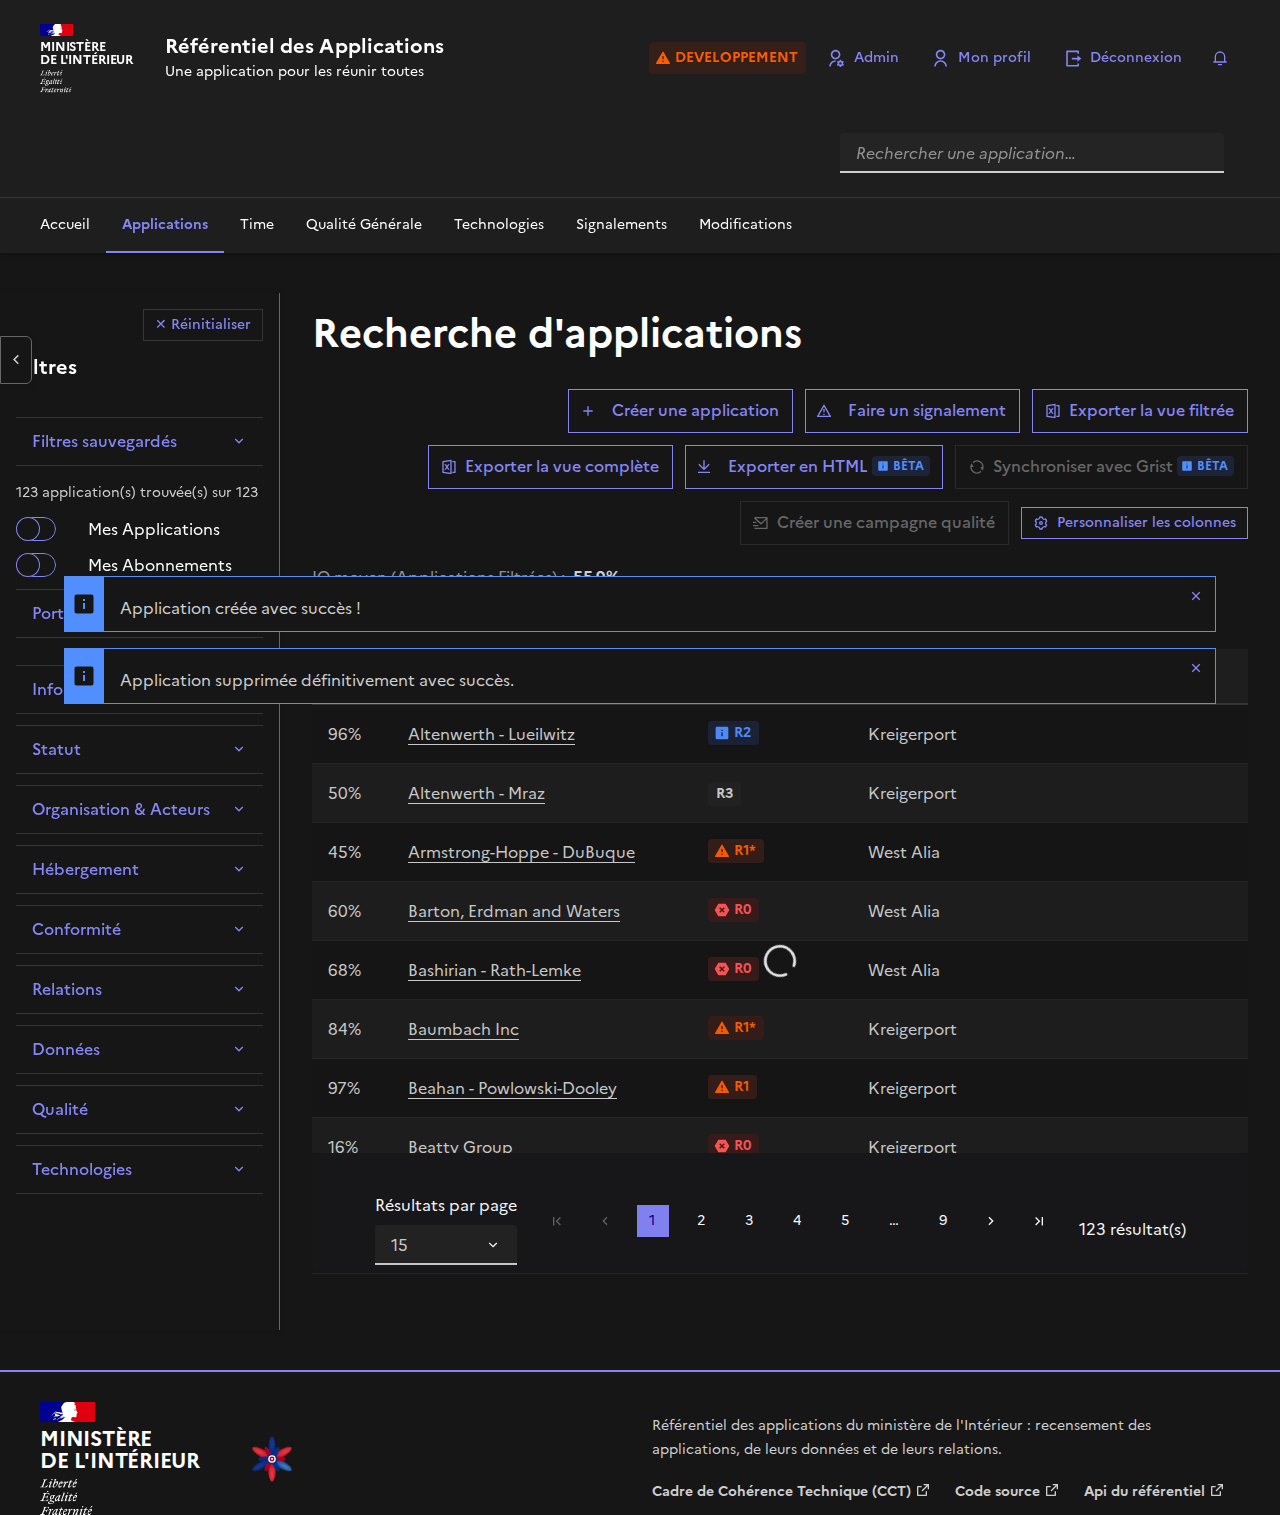 MINISTÈRE
DE L'INTÉRIEUR
Liberté
Égalité
Fraternité
Référentiel des Applications
Une application pour les réunir toutes
DEVELOPPEMENT
Admin
Mon profil
Déconnexion
Rechercher une application…
Accueil
Applications
Time
Qualité Générale
Technologies
Signalements
Modifications
Réinitialiser
ltres
Filtres sauvegardés
123 application(s) trouvée(s) sur 123
Mes Applications
Mes Abonnements
Port
Info
Statut
Organisation & Acteurs
Hébergement
Conformité
Relations
Données
Qualité
Technologies
Recherche d'applications
Créer une application
Faire un signalement
Exporter la vue filtrée
Exporter la vue complète
Exporter en HTML BÊTA
Synchroniser avec Grist BÊTA
Créer une campagne qualité
Personnaliser les colonnes
IQ moyen (Applications Filtrées) : 55.9%
Application créée avec succès !
Application supprimée définitivement avec succès.
96% Altenwerth - Lueilwitz R2 Kreigerport
50% Altenwerth - Mraz R3 Kreigerport
45% Armstrong-Hoppe - DuBuque R1* West Alia
60% Barton, Erdman and Waters R0 West Alia
68% Bashirian - Rath-Lemke R0 West Alia
84% Baumbach Inc R1* Kreigerport
97% Beahan - Powlowski-Dooley R1 Kreigerport
16% Beatty Group R0 Kreigerport
Résultats par page
15
1 2 3 4 5 … 9
123 résultat(s)
MINISTÈRE
DE L'INTÉRIEUR
Liberté
Égalité
Fraternité
Référentiel des applications du ministère de l'Intérieur : recensement des
applications, de leurs données et de leurs relations.
Cadre de Cohérence Technique (CCT)
Code source
Api du référentiel